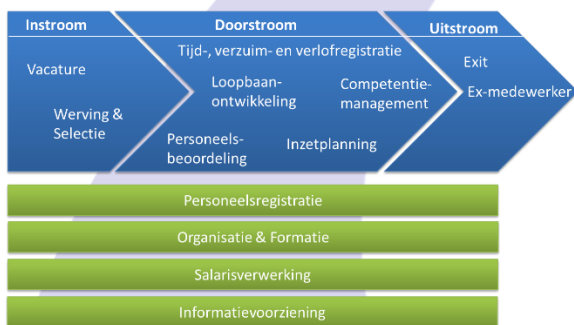 Instroom
Doorstroom
Uitstroom
Vacature
Werving &
Selectie
Tijd-, verzuim- en verlofregistratie
Loopbaan-
ontwikkeling
Competentie-
management
Personeels-
beoordeling
Inzetplanning
Exit
Ex-medewerker
Personeelsregistratie
Organisatie & Formatie
Salarisverwerking
Informatievoorziening